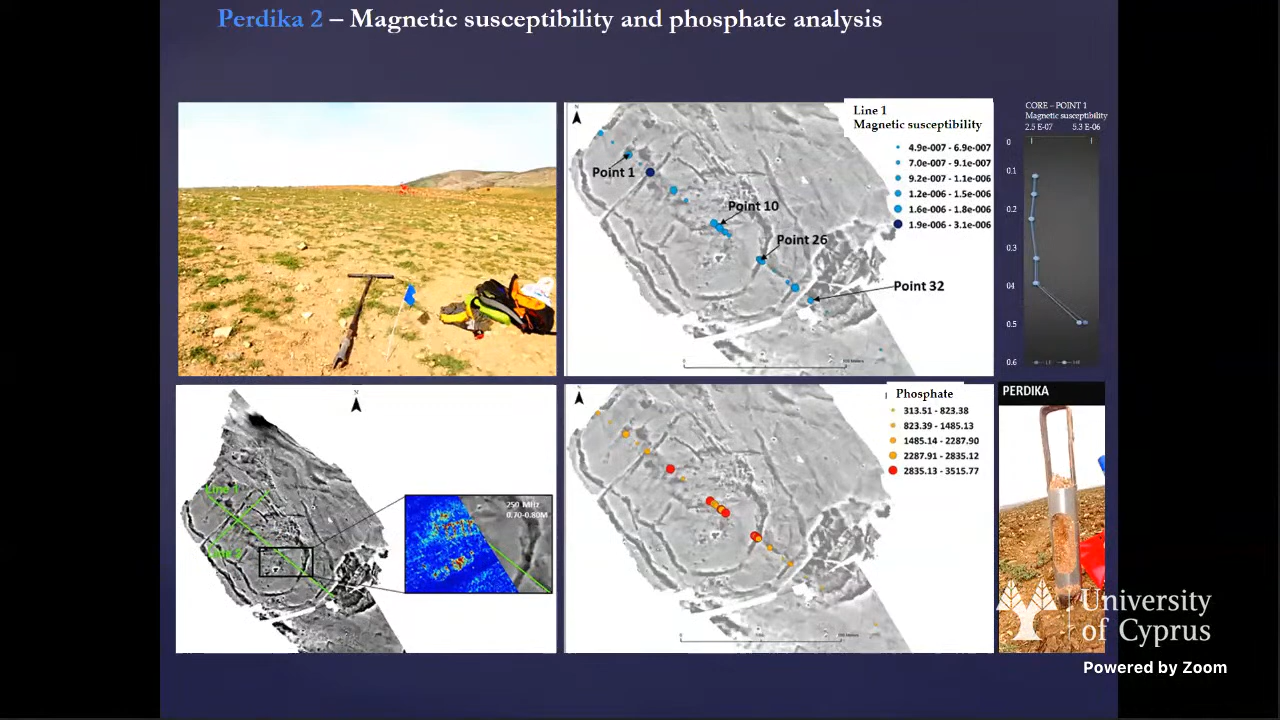 Perdika 2 – Magnetic susceptibility and phosphate analysis
N
Line 1
Magnetic susceptibility
4.9e-007 - 6.9e-007
7.0e-007 - 9.1e-007
9.2e-007 - 1.1e-006
1.2e-006 - 1.5e-006
1.6e-006 - 1.8e-006
1.9e-006 - 3.1e-006
Point 1
Point 10
Point 26
Point 32
CORE – POINT 1
Magnetic susceptibility
2.5 E-07 5.3 E-06
0
0.1
0.2
0.3
04
0.5
0.6
LF HF
N
Line 1
250 MHz
0.70-0.80M
N
Phosphate
313.51 - 823.38
823.39 - 1485.13
1485.14 - 2287.90
2287.91 - 2835.12
2835.13 - 3515.77
PERDIKA
University
of Cyprus
Powered by Zoom